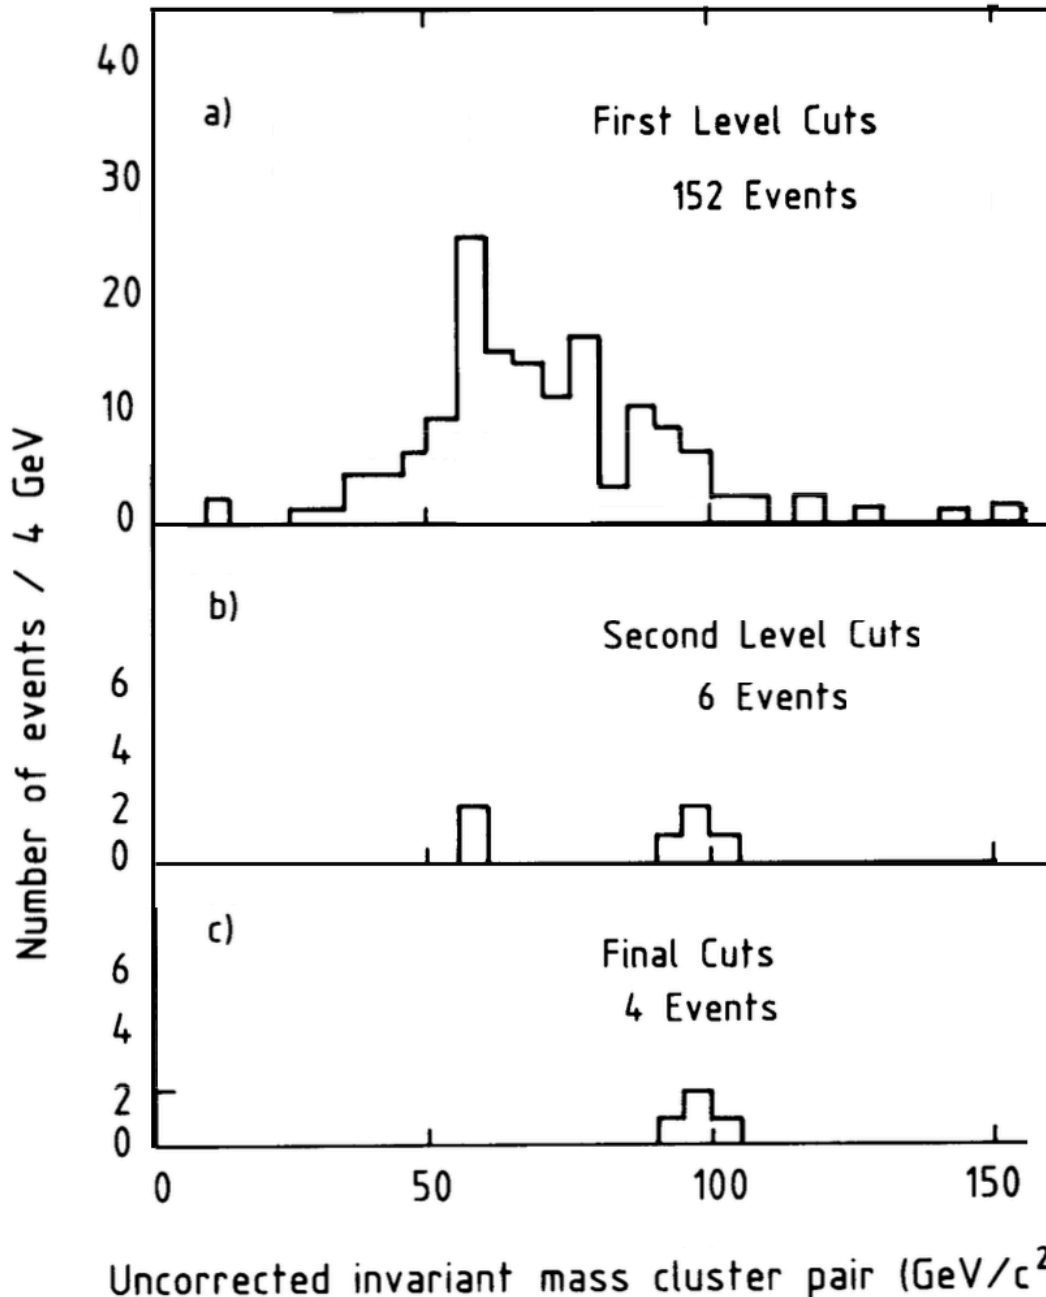 40
a)
First Level Cuts
30
152 Events
20
10
0
b)
Second Level Cuts
6
6 Events
4
2
0
c)
Final Cuts
6
4 Events
4
2
0
0 50 100 150
Number of events / 4 GeV
Uncorrected invariant mass cluster pair (GeV/c²